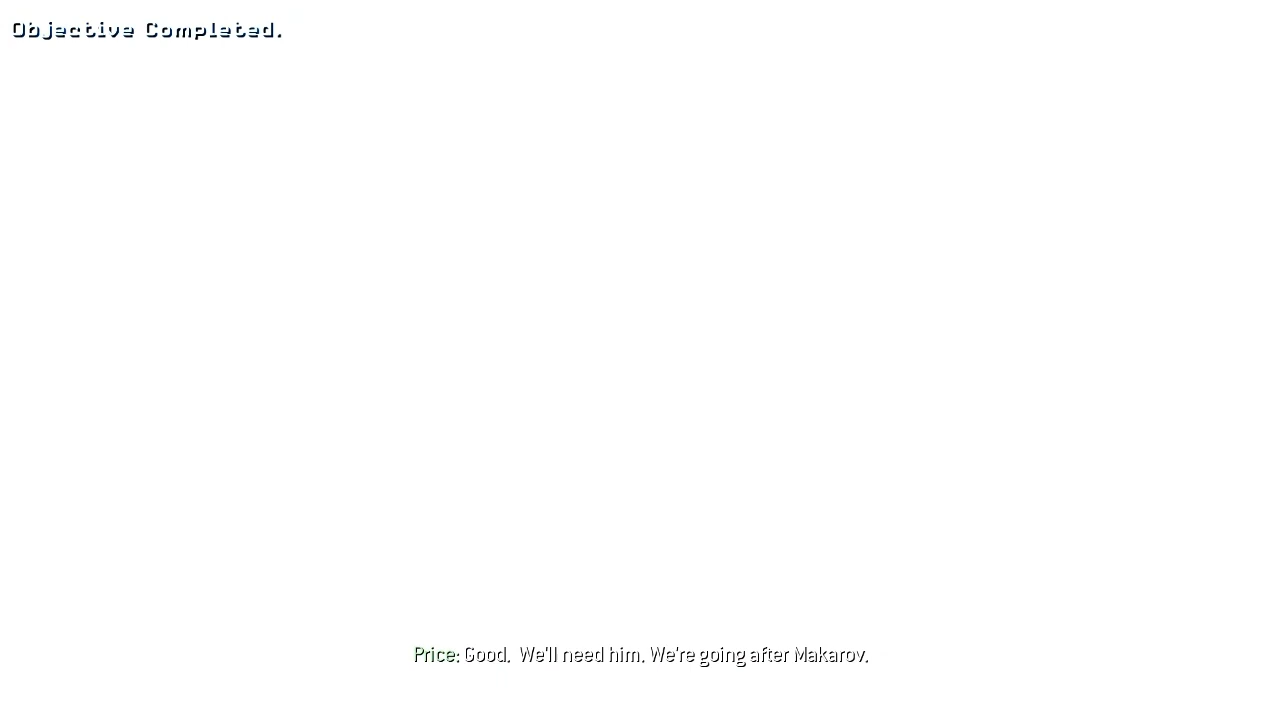 Objective Completed.
Price: Good.  We'll need him. We're going after Makarov.